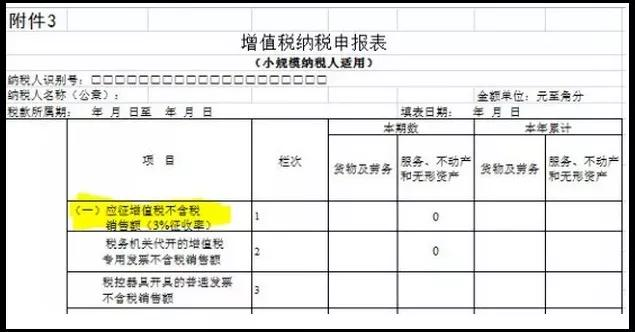 附件3
增值税纳税申报表
（小规模纳税人适用）
纳税人识别号：□□□□□□□□□□□□□□□□□□□□
纳税人名称（公章）：
金额单位：元至角分
税款所属期： 年 月 日至 年 月 日
填表日期： 年 月 日
项 目
栏次
本期数
本年累计
货物及劳务
服务、不动产
和无形资产
货物及劳务
服务、不动产
和无形资产
（一）应征增值税不含税
销售额（3%征收率）
1
0
税务机关代开的增值税
专用发票不含税销售额
2
0
税控器具开具的普通发票
不含税销售额
3